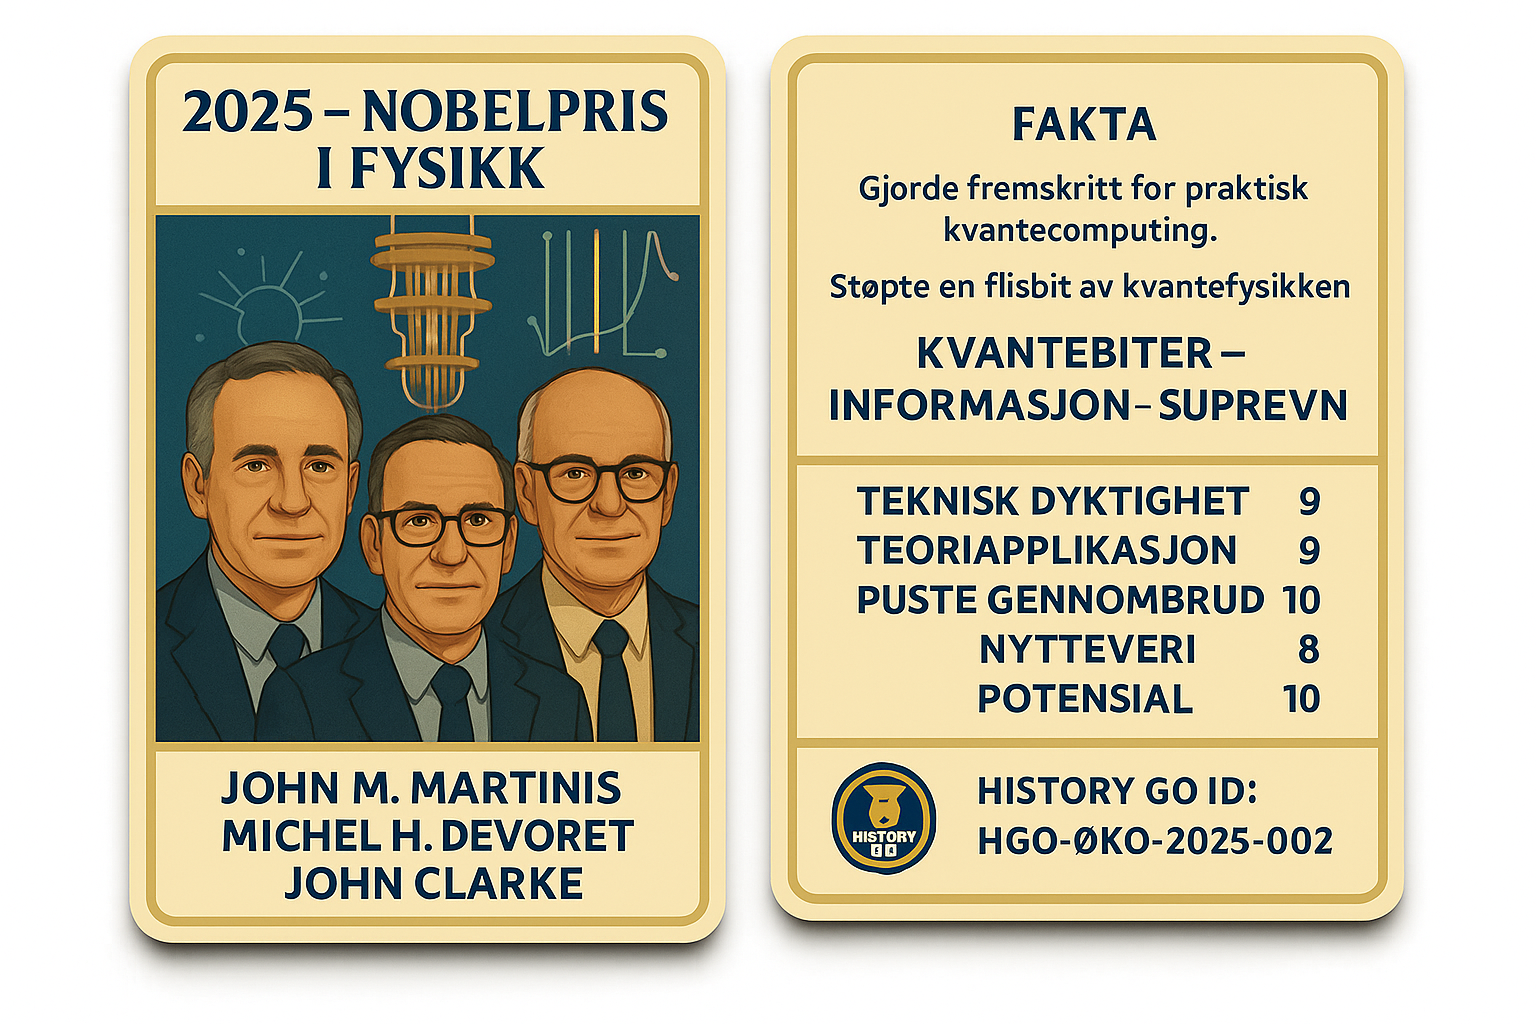 2025 – NOBELPRIS
I FYSIKK
JOHN M. MARTINIS
MICHEL H. DEVORET
JOHN CLARKE
FAKTA
Gjorde fremskritt for praktisk
kvantecomputing.
Støpte en flisbit av kvantefysikken
KVANTEBITER –
INFORMASJON–SUPREVN
TEKNISK DYKTIGHET 9
TEORIAPPLIKASJON 9
PUSTE GENNOMBRUD 10
NYTTEVERI 8
POTENSIAL 10
HISTORY
HISTORY GO ID:
HGO-ØKO-2025-002